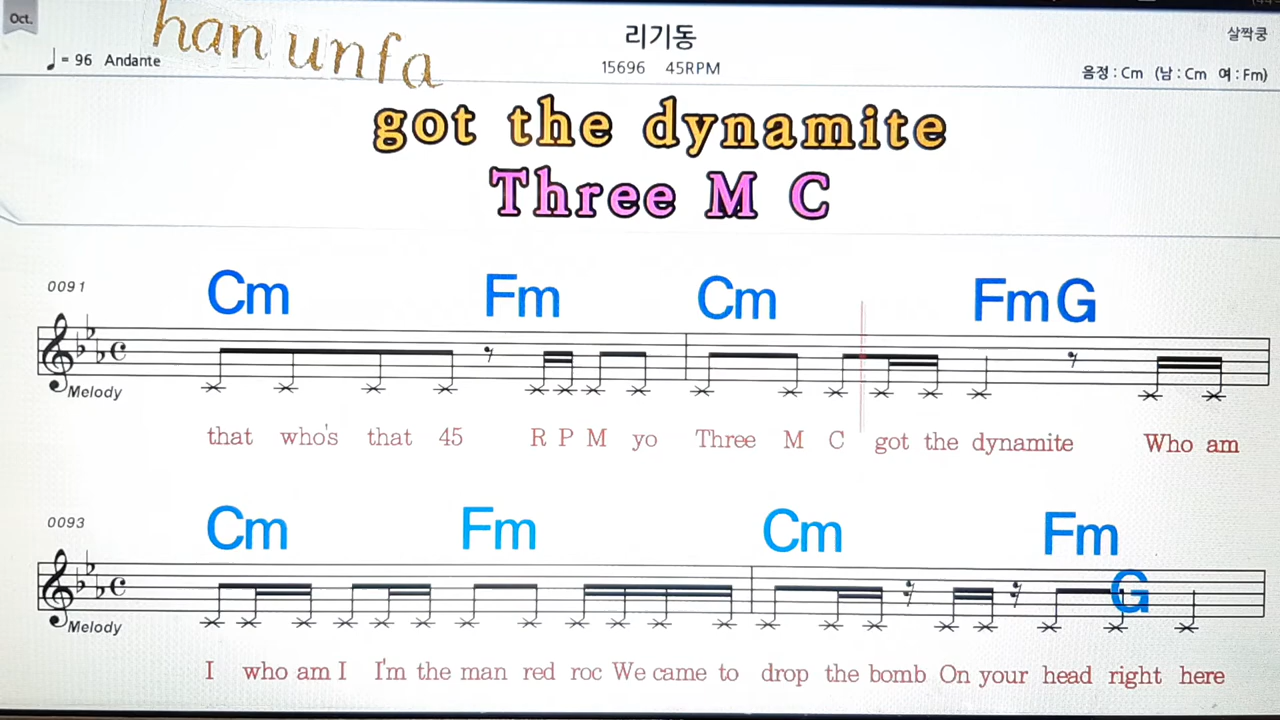 Oct.
han unfa
리기동
살짝쿵
♩= 96 Andante
15696 45RPM
음정 : Cm (남 : Cm 여 : Fm)
got the dynamite
Three M C
0091
Cm Fm Cm Fm G
Melody
that who's that 45 R P M yo Three M C got the dynamite Who am
0093
Cm Fm Cm Fm G
Melody
I who am I I'm the man red roc We came to drop the bomb On your head right here